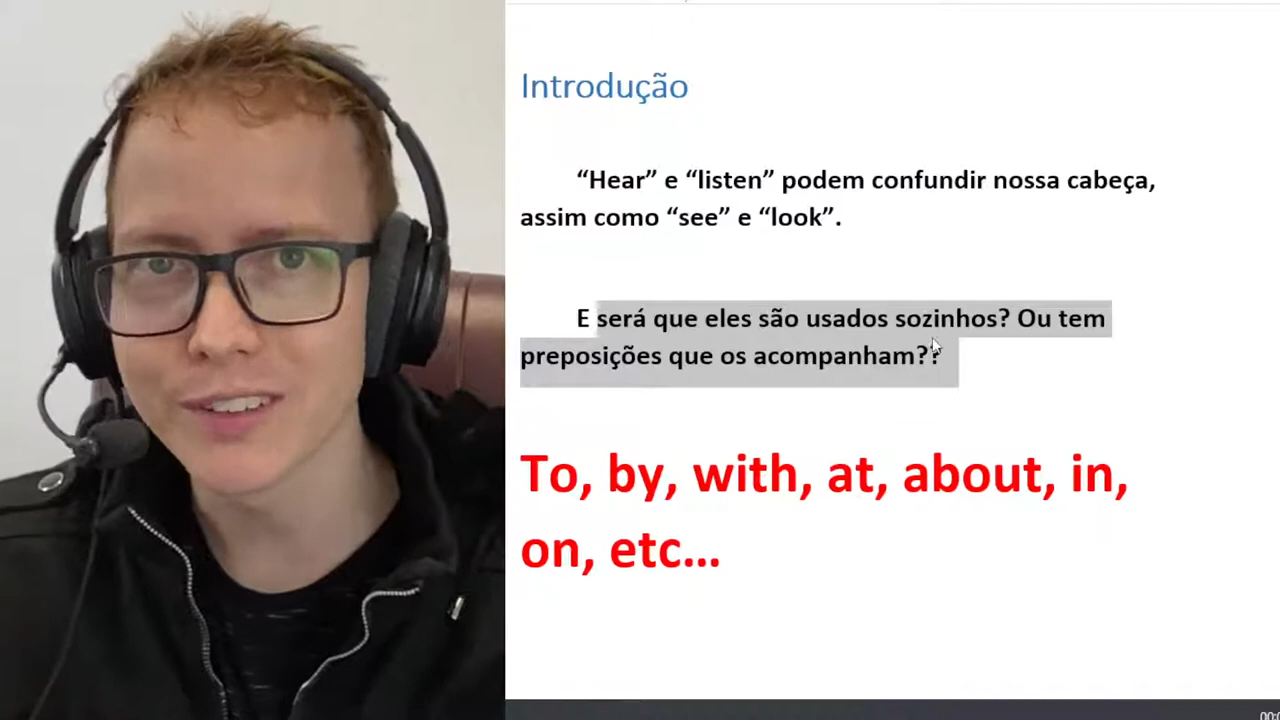 Introdução
“Hear” e “listen” podem confundir nossa cabeça,
assim como “see” e “look”.
E será que eles são usados sozinhos? Ou tem
preposições que os acompanham??
To, by, with, at, about, in,
on, etc...